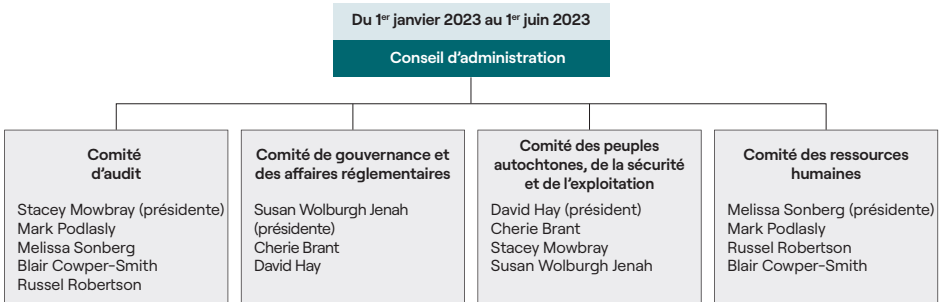 Du 1er janvier 2023 au 1er juin 2023
Conseil d’administration
Comité
d’audit
Stacey Mowbray (présidente)
Mark Podlasly
Melissa Sonberg
Blair Cowper-Smith
Russel Robertson
Comité de gouvernance et
des affaires réglementaires
Susan Wolburgh Jenah
(présidente)
Cherie Brant
David Hay
Comité des peuples
autochtones, de la sécurité
et de l’exploitation
David Hay (président)
Cherie Brant
Stacey Mowbray
Susan Wolburgh Jenah
Comité des ressources
humaines
Melissa Sonberg (présidente)
Mark Podlasly
Russel Robertson
Blair Cowper-Smith